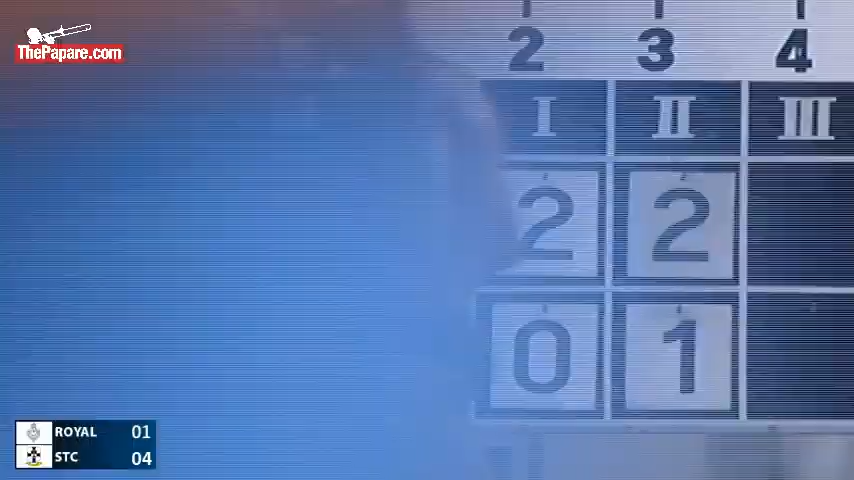 ThePapare.com
2 3 4
I II III
2 2
0 1
ROYAL 01
STC 04